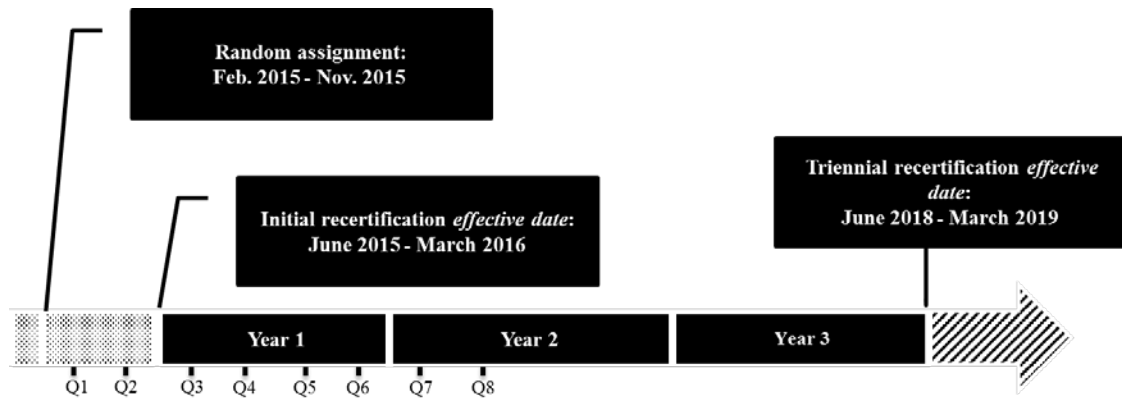 Random assignment:
Feb. 2015 - Nov. 2015
Triennial recertification effective
date:
June 2018 - March 2019
Initial recertification effective date:
June 2015 - March 2016
Year 1
Year 2
Year 3
Q1 Q2 Q3 Q4 Q5 Q6 Q7 Q8